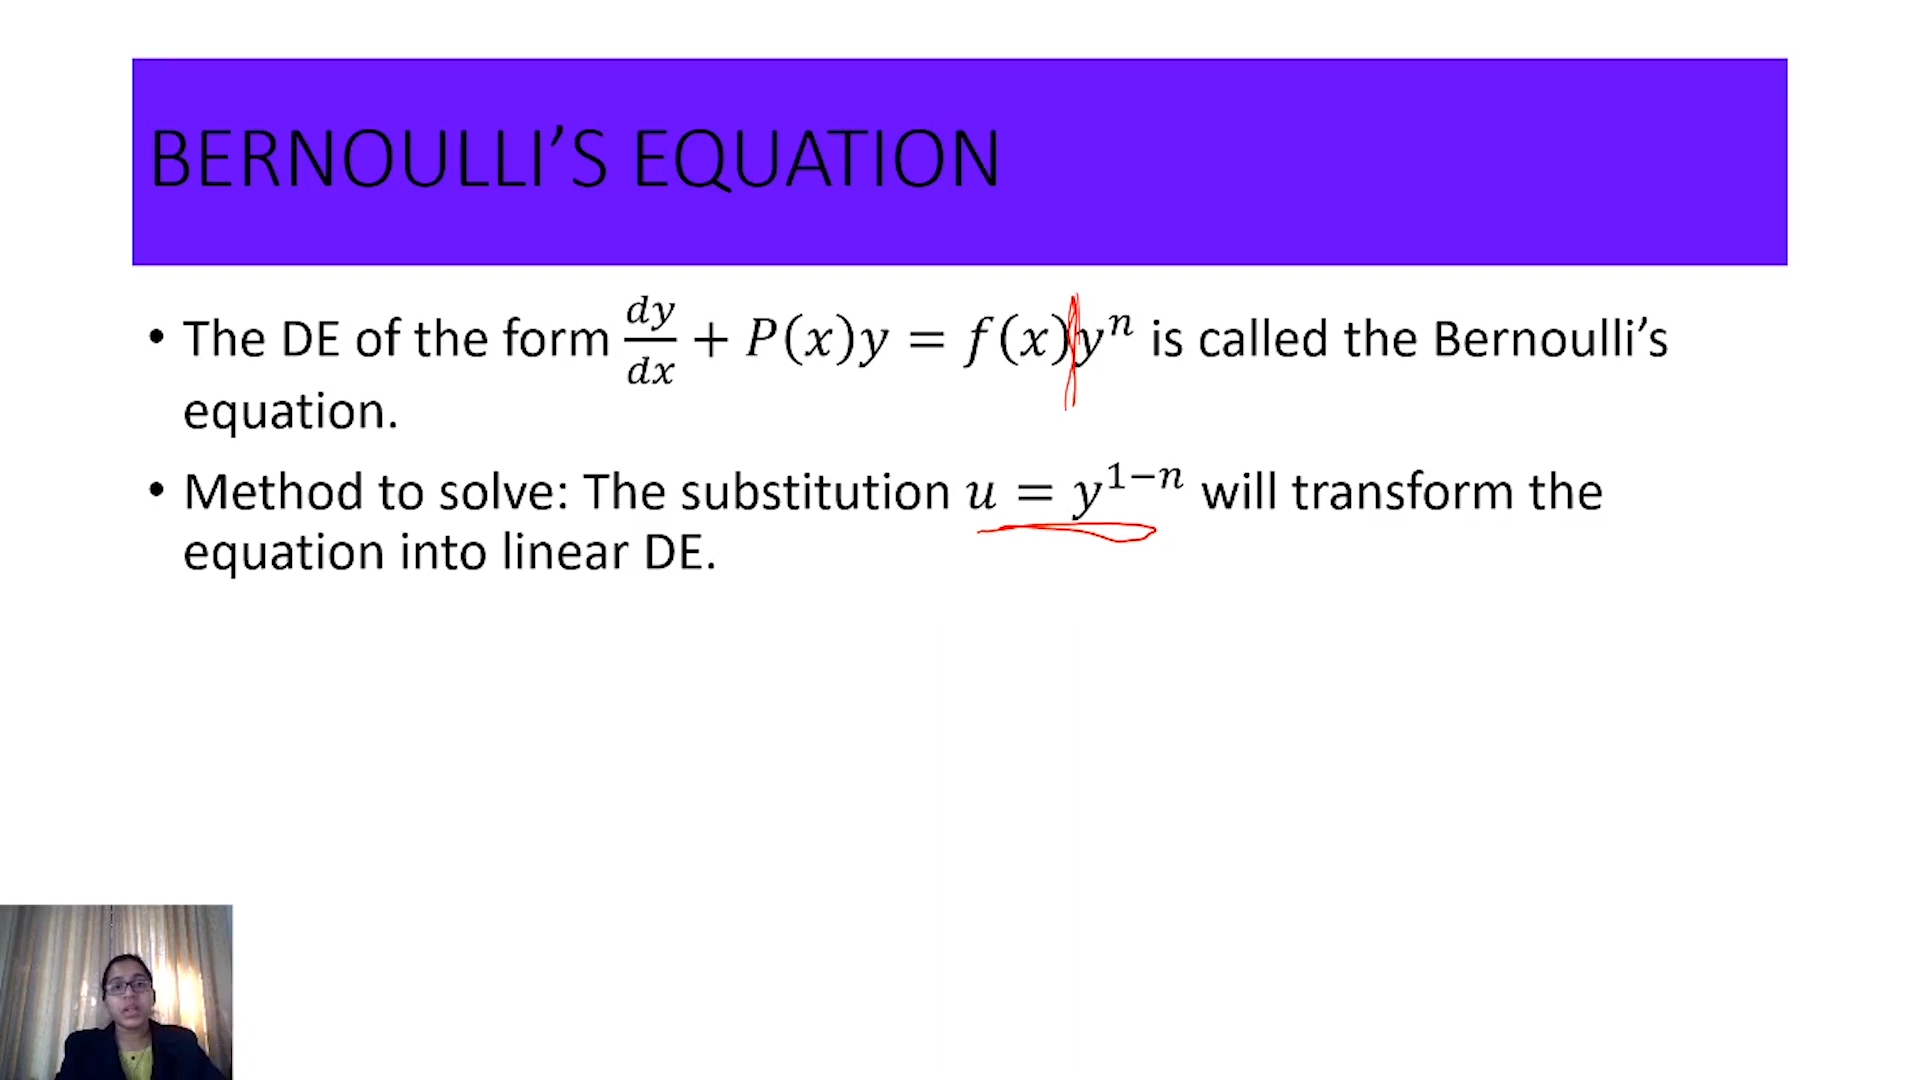 BERNOULLI’S EQUATION
• The DE of the form $\frac{dy}{dx} + P(x)y = f(x)y^n$ is called the Bernoulli’s
equation.
• Method to solve: The substitution $u = y^{1-n}$ will transform the
equation into linear DE.